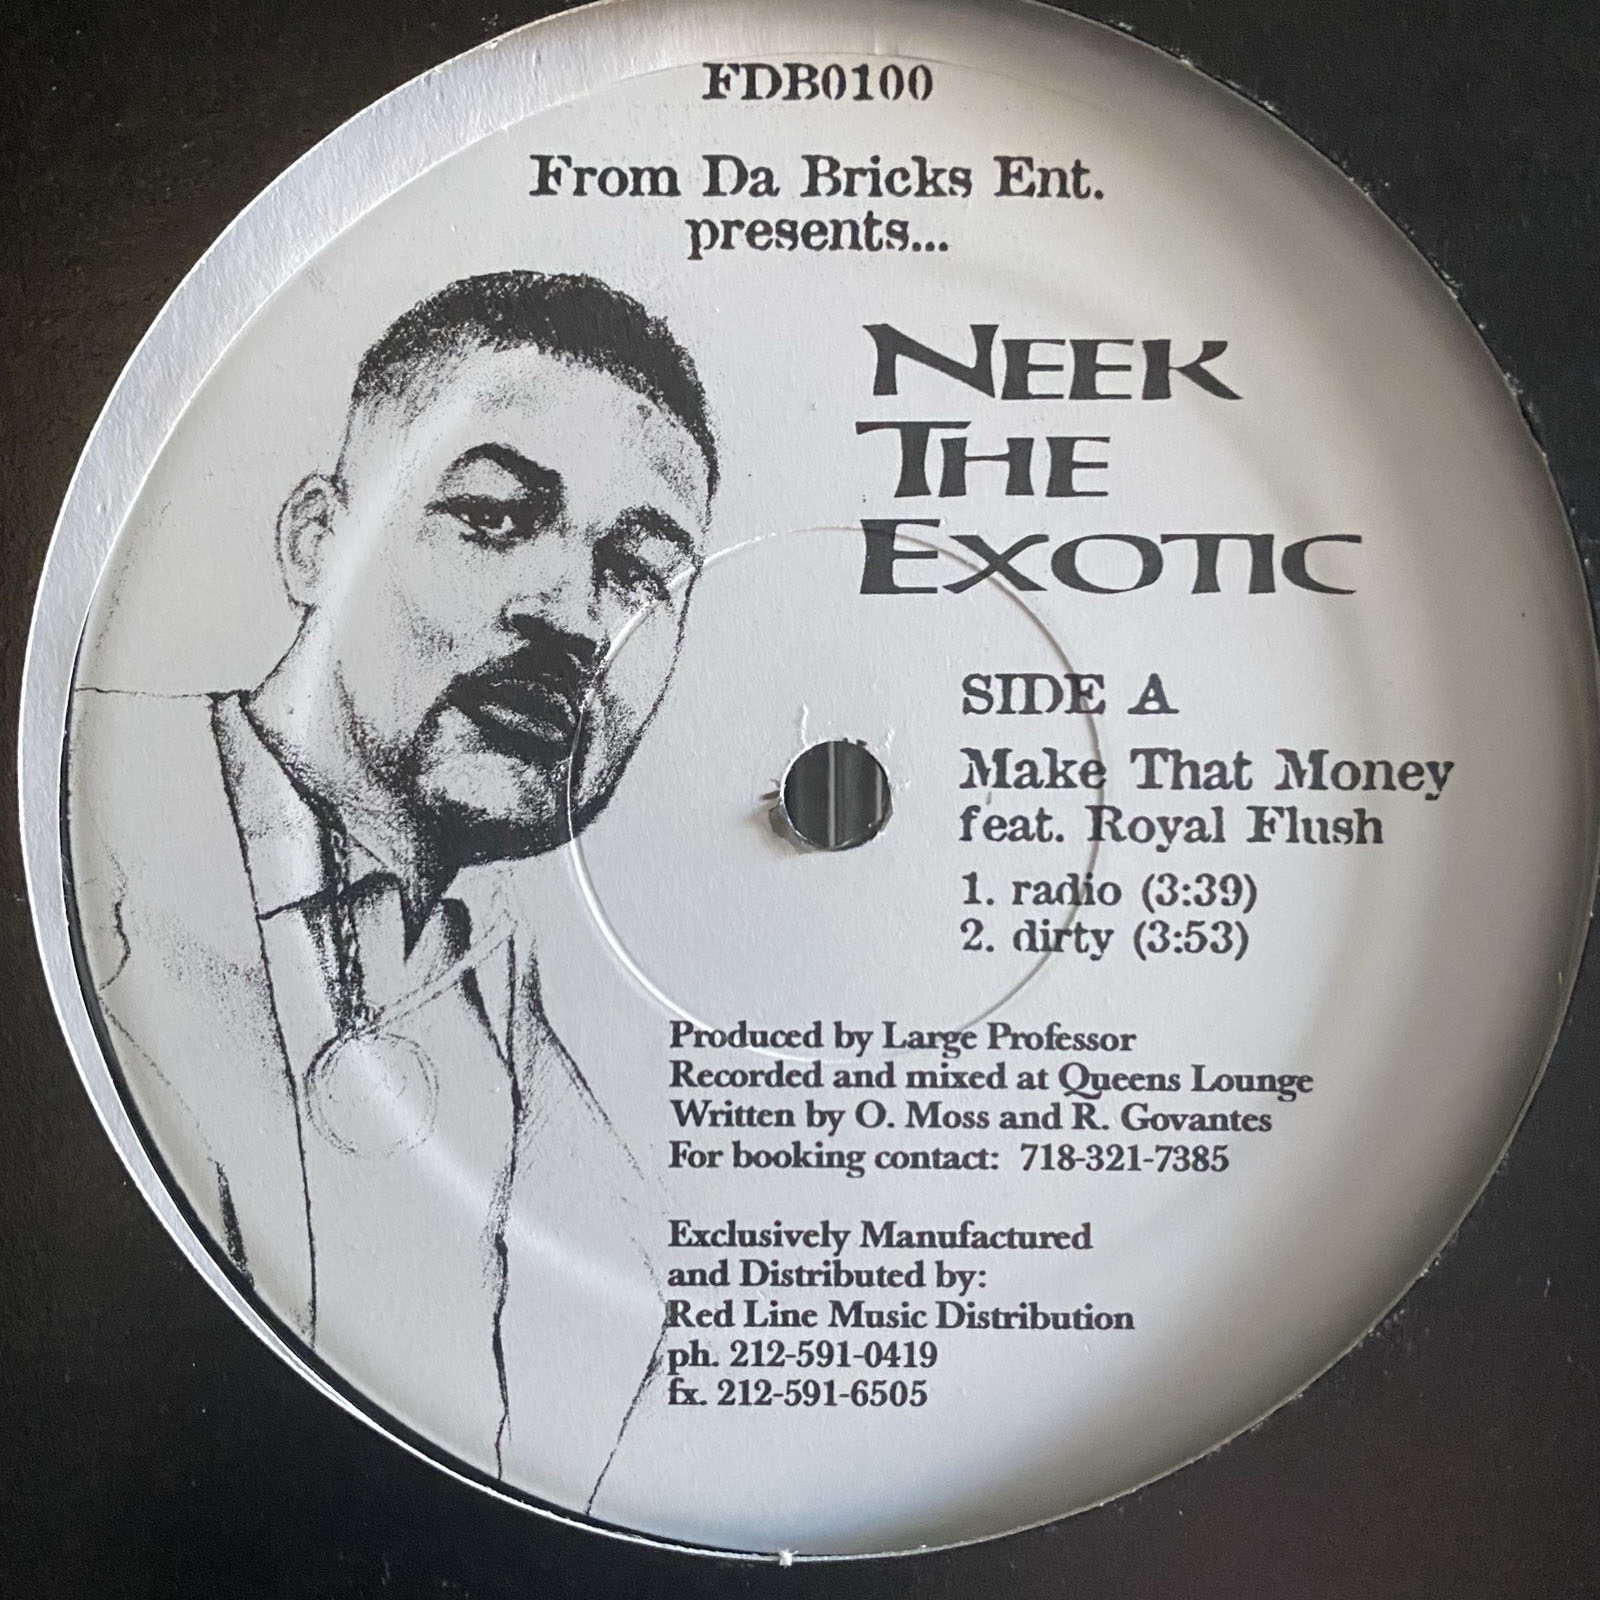 FDB0100
From Da Bricks Ent.
presents...
NEEK
THE
EXOTIC
SIDE A
Make That Money
feat. Royal Flush
1. radio (3:39)
2. dirty (3:53)
Produced by Large Professor
Recorded and mixed at Queens Lounge
Written by O. Moss and R. Govantes
For booking contact: 718-321-7385
Exclusively Manufactured
and Distributed by:
Red Line Music Distribution
ph. 212-591-0419
fx. 212-591-6505